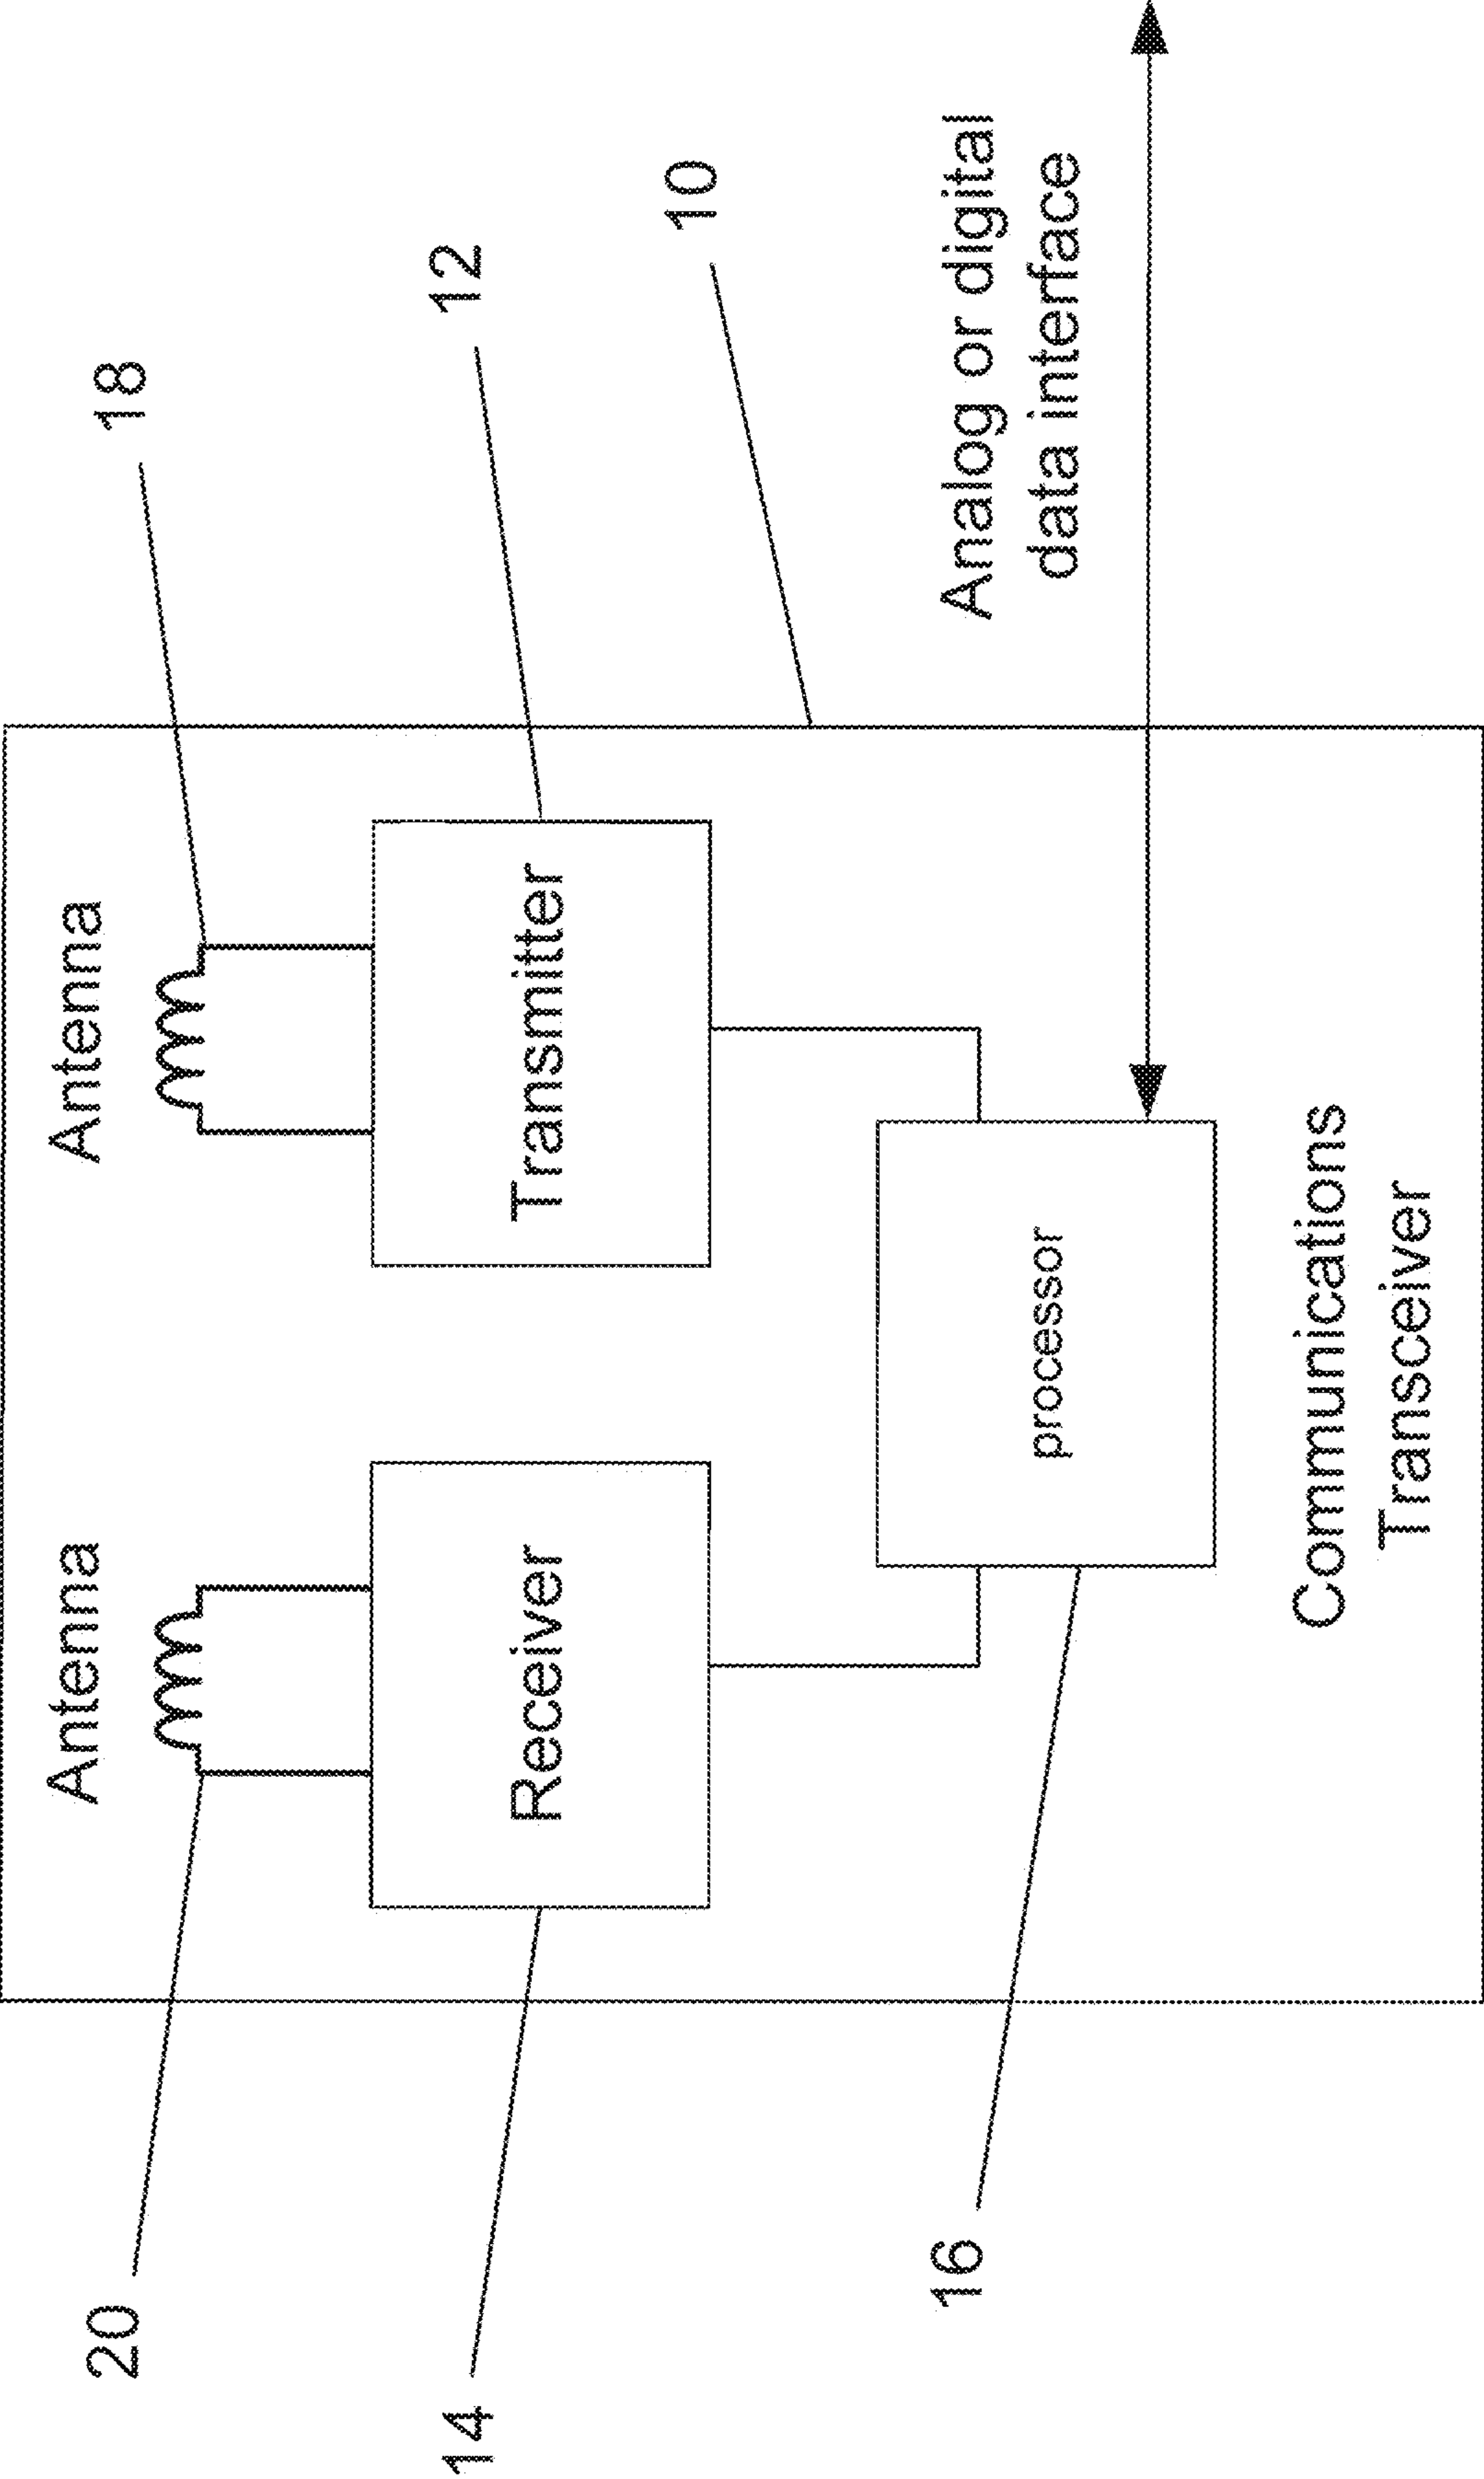 Antenna
Antenna
20
18
Receiver
Transmitter
14
12
processor
16
10
Analog or digital
data interface
Communications
Transceiver